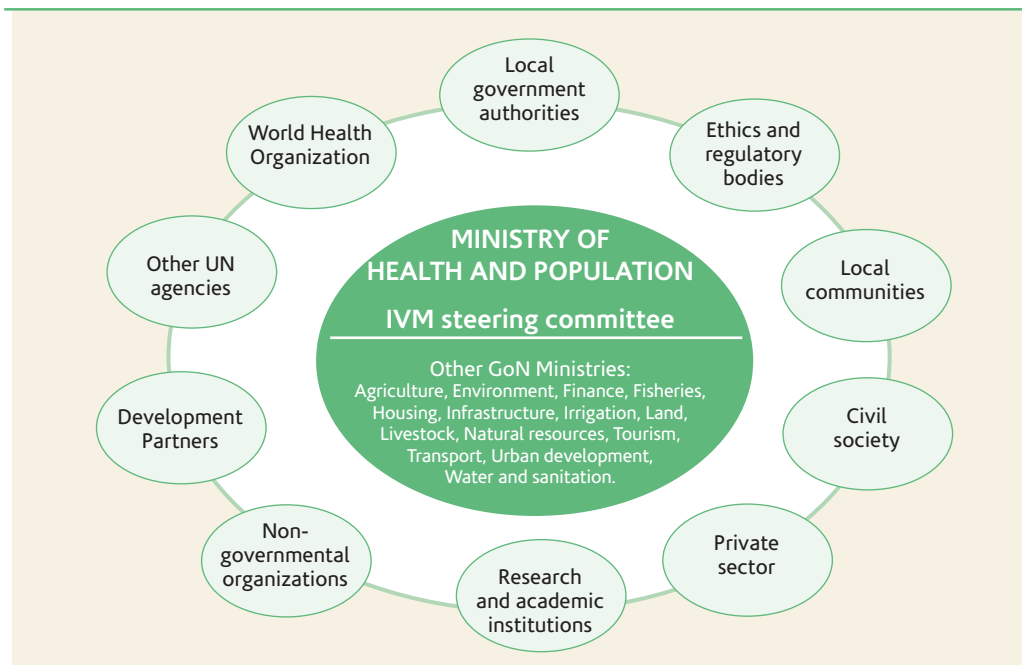 Local
government
authorities
Ethics and
regulatory
bodies
Local
communities
Civil
society
Private
sector
Research
and academic
institutions
Non-
governmental
organizations
Development
Partners
Other UN
agencies
World Health
Organization
MINISTRY OF
HEALTH AND POPULATION
IVM steering committee
Other GoN Ministries:
Agriculture, Environment, Finance, Fisheries,
Housing, Infrastructure, Irrigation, Land,
Livestock, Natural resources, Tourism,
Transport, Urban development,
Water and sanitation.